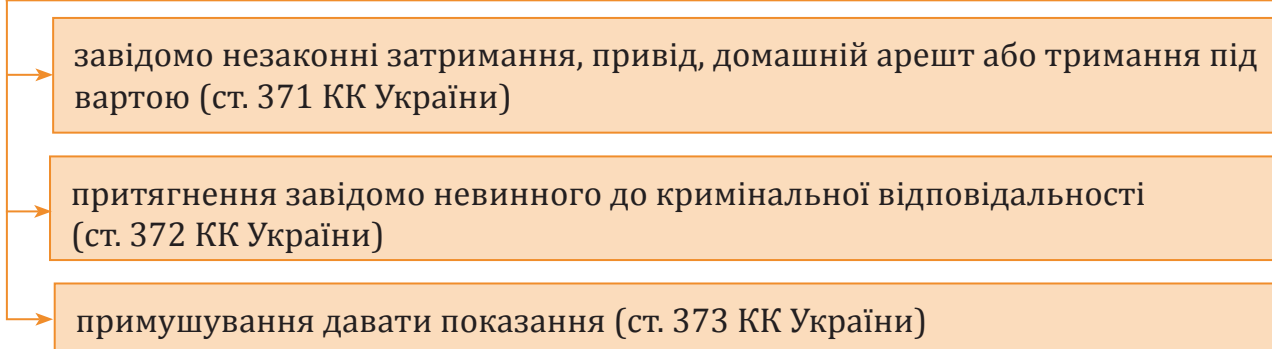 завідомо незаконні затримання, привід, домашній арешт або тримання під
вартою (ст. 371 КК України)
притягнення завідомо невинного до кримінальної відповідальності
(ст. 372 КК України)
примушування давати показання (ст. 373 КК України)